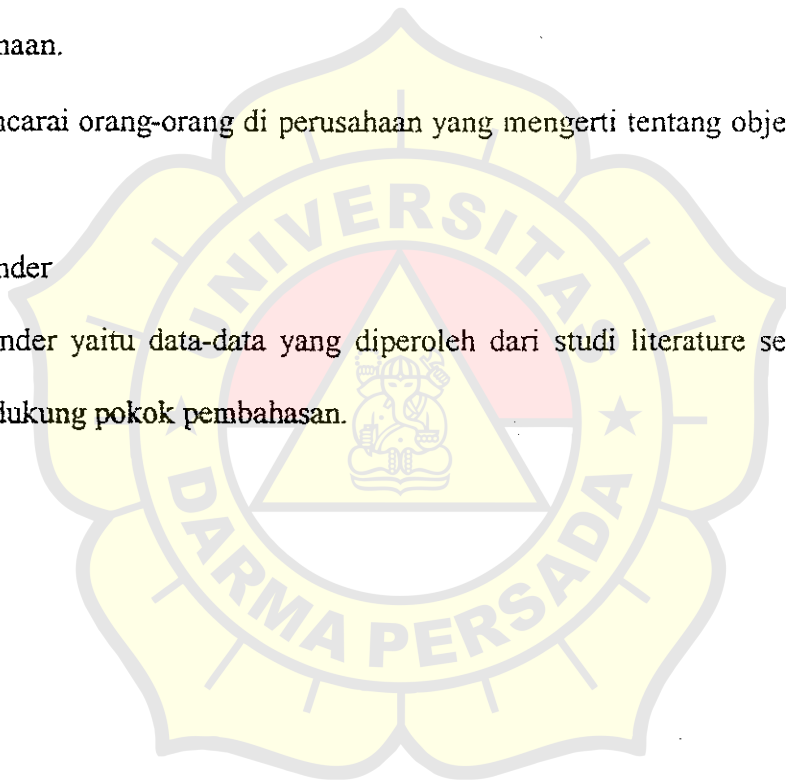 naan.
ncarai orang-orang di perusahaan yang mengerti tentang obje
nder
nder yaitu data-data yang diperoleh dari studi literature se
dukung pokok pembahasan.
UNIVERSITAS
DARMA PERSADA